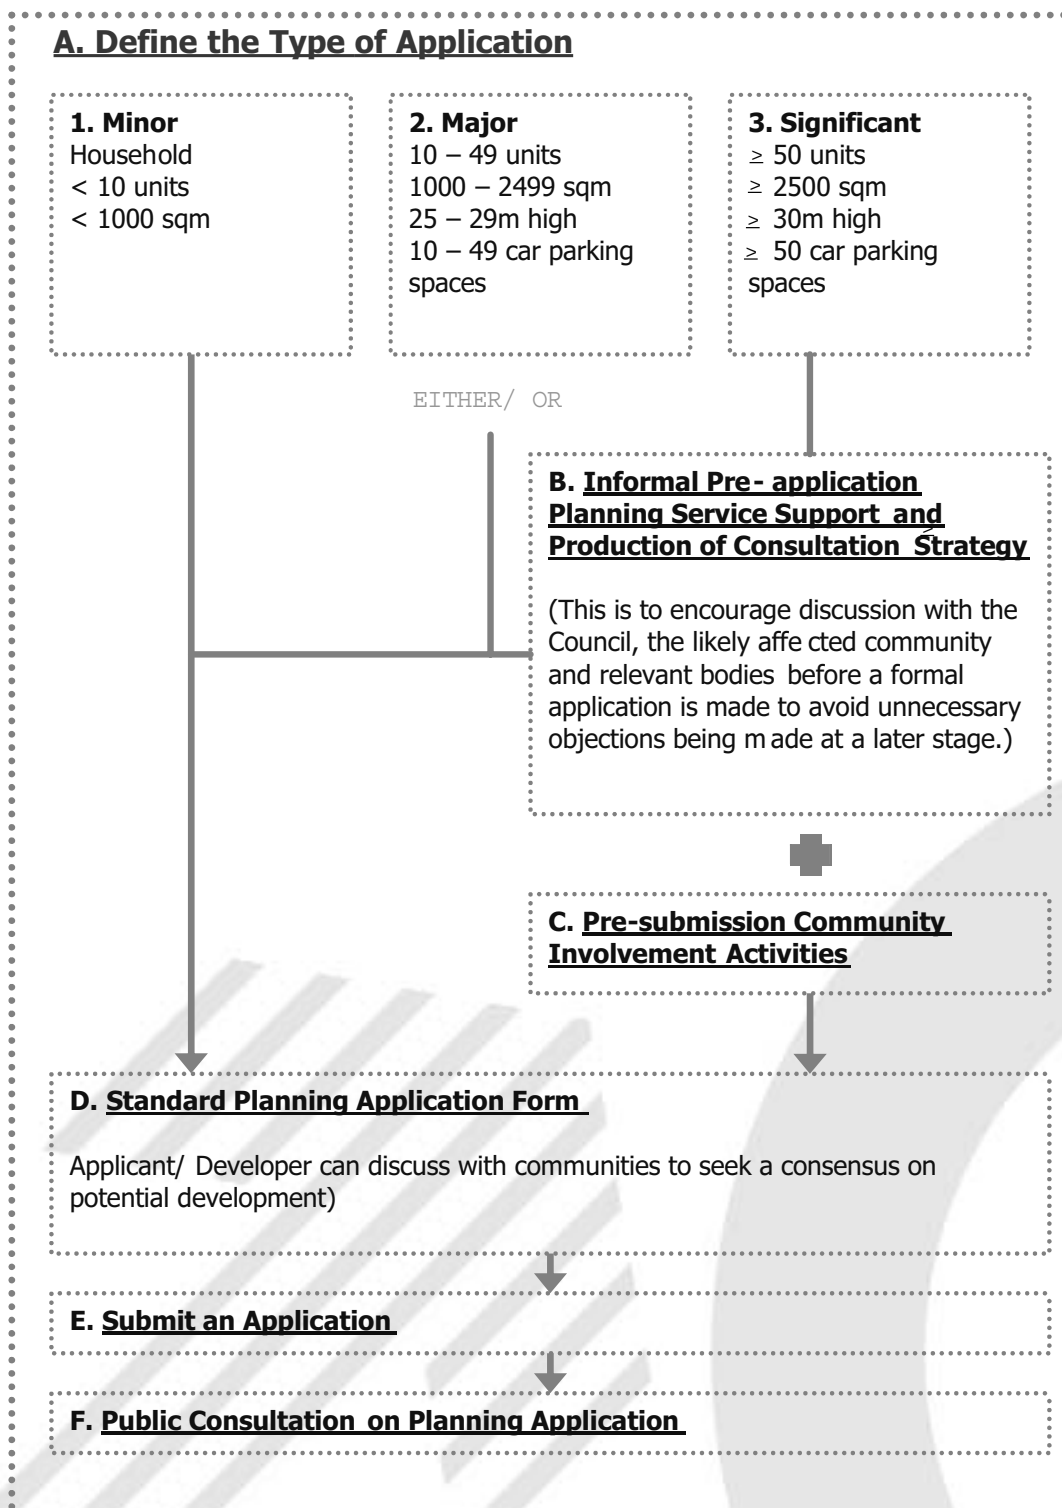 A. Define the Type of Application
1. Minor
Household
< 10 units
< 1000 sqm
2. Major
10 – 49 units
1000 – 2499 sqm
25 – 29m high
10 – 49 car parking
spaces
3. Significant
≥ 50 units
≥ 2500 sqm
≥ 30m high
≥ 50 car parking
spaces
EITHER/ OR
B. Informal Pre- application
Planning Service Support and
Production of Consultation Strategy
(This is to encourage discussion with the
Council, the likely affe cted community
and relevant bodies before a formal
application is made to avoid unnecessary
objections being m ade at a later stage.)
C. Pre-submission Community
Involvement Activities
D. Standard Planning Application Form
Applicant/ Developer can discuss with communities to seek a consensus on
potential development)
E. Submit an Application
F. Public Consultation on Planning Application